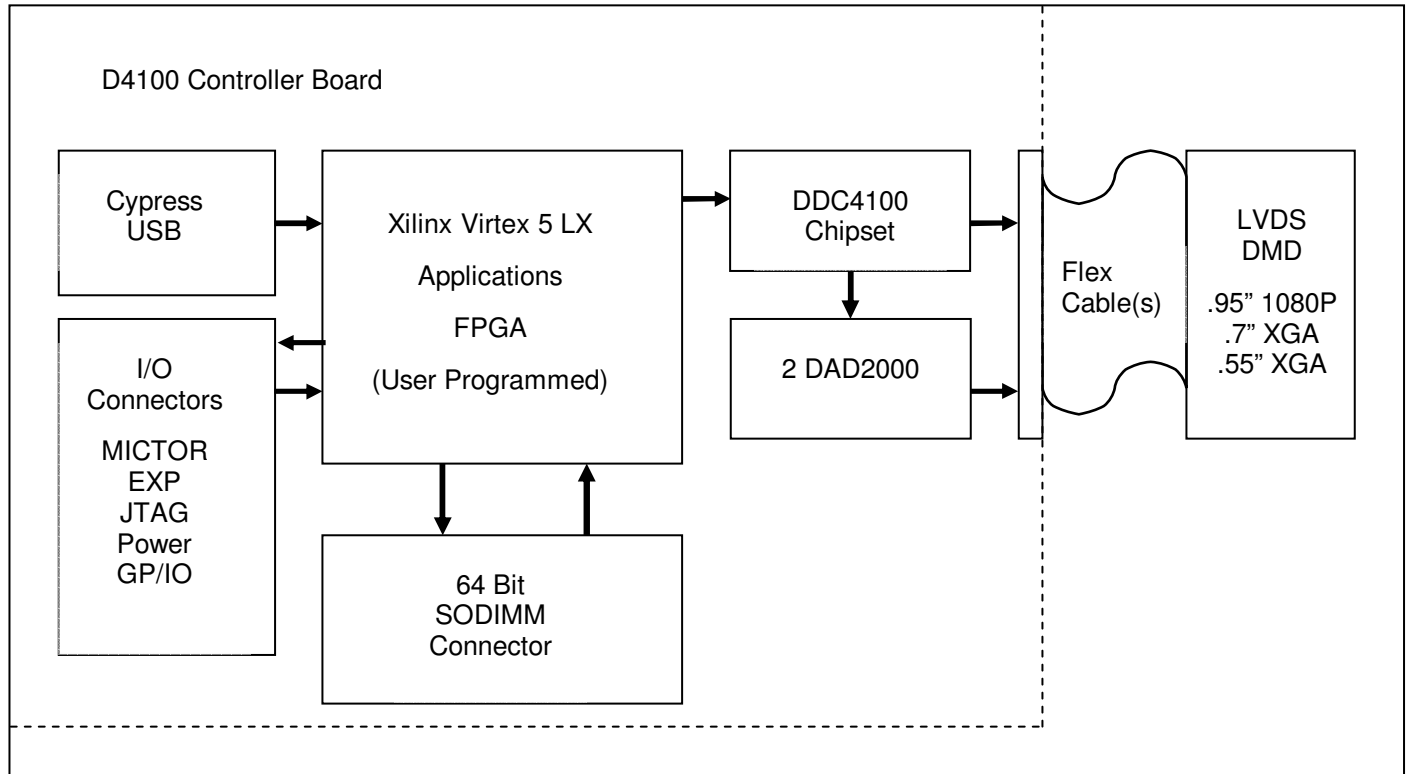 D4100 Controller Board
Cypress
USB
Xilinx Virtex 5 LX
Applications
FPGA
(User Programmed)
DDC4100
Chipset
2 DAD2000
Flex
Cable(s)
LVDS
DMD
.95” 1080P
.7” XGA
.55” XGA
I/O
Connectors
MICTOR
EXP
JTAG
Power
GP/IO
64 Bit
SODIMM
Connector